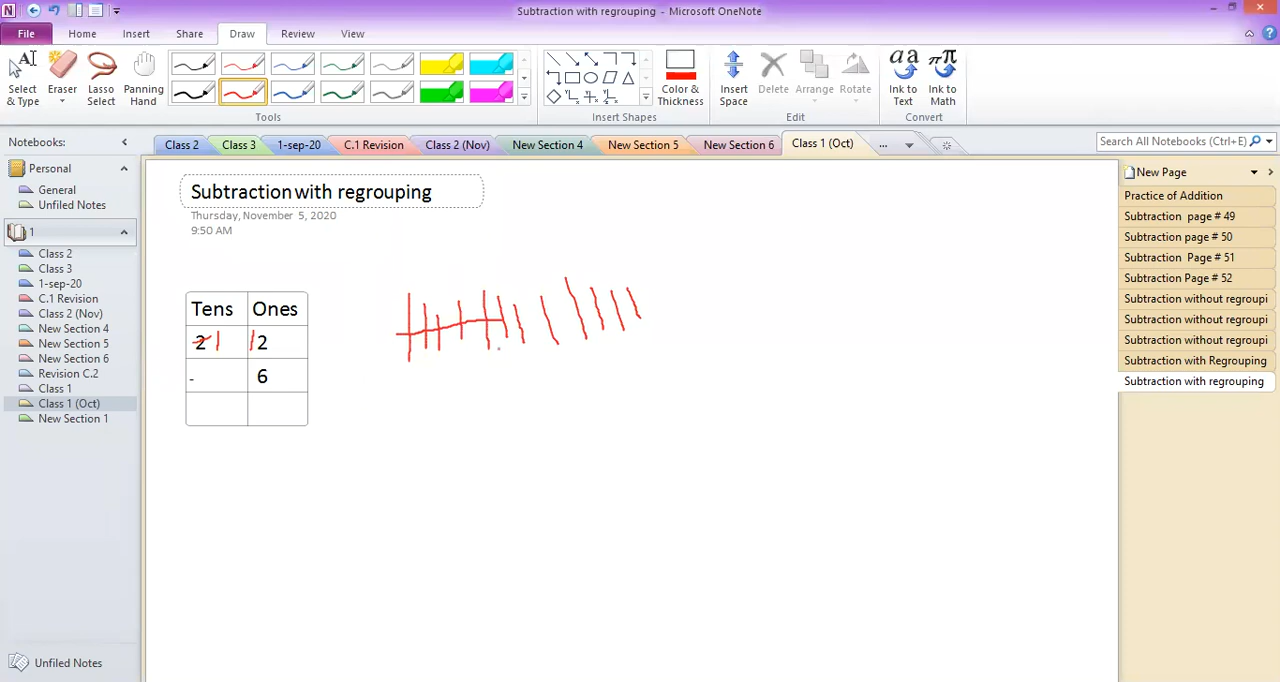 Subtraction with regrouping - Microsoft OneNote
File Home Insert Share Draw Review View
Select & Type Eraser Lasso Select Panning Hand Color & Thickness Insert Space Delete Arrange Rotate Ink to Text Ink to Math
Tools Insert Shapes Edit Convert
Notebooks: Class 2 Class 3 1-sep-20 C.1 Revision Class 2 (Nov) New Section 4 New Section 5 New Section 6 Class 1 (Oct) ... Search All Notebooks (Ctrl+E)
Personal
General
Unfiled Notes
1
Class 2
Class 3
1-sep-20
C.1 Revision
Class 2 (Nov)
New Section 4
New Section 5
New Section 6
Revision C.2
Class 1
Class 1 (Oct)
New Section 1
Unfiled Notes
Subtraction with regrouping
Thursday, November 5, 2020
9:50 AM
Tens Ones
2 1 12
- 6
New Page
Practice of Addition
Subtraction page # 49
Subtraction page # 50
Subtraction Page # 51
Subtraction Page # 52
Subtraction without regroupi
Subtraction without regroupi
Subtraction without regroupi
Subtraction with Regrouping
Subtraction with regrouping